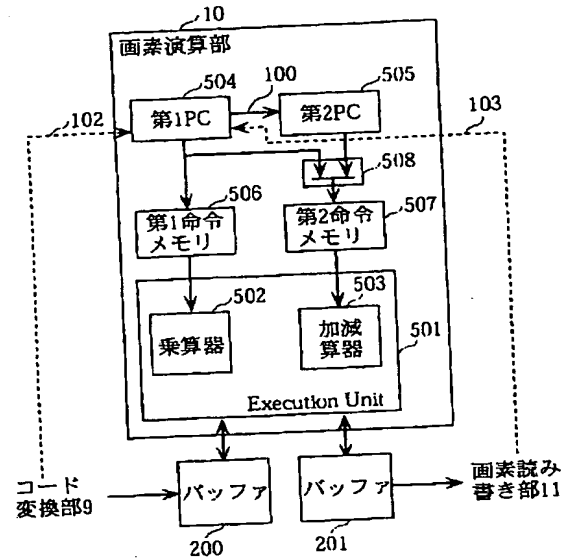 10
画素演算部
504
100
505
102
第1PC
第2PC
103
508
506
507
第1命令
メモリ
第2命令
メモリ
502
503
乗算器
加減
算器
501
Execution Unit
コード
変換部9
バッファ
バッファ
画素読み
書き部11
200
201